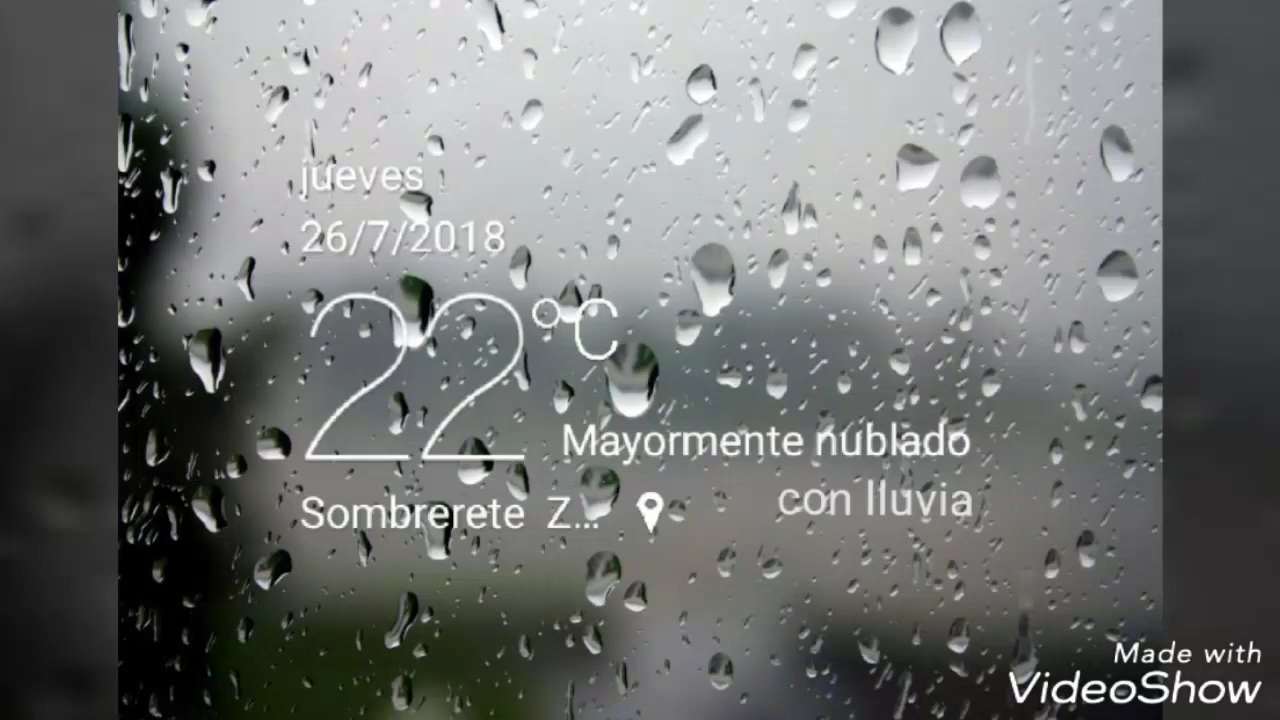 jueves
26/7/2018
22°C
Mayormente nublado
con lluvia
Sombrerete Z...
Made with
VideoShow